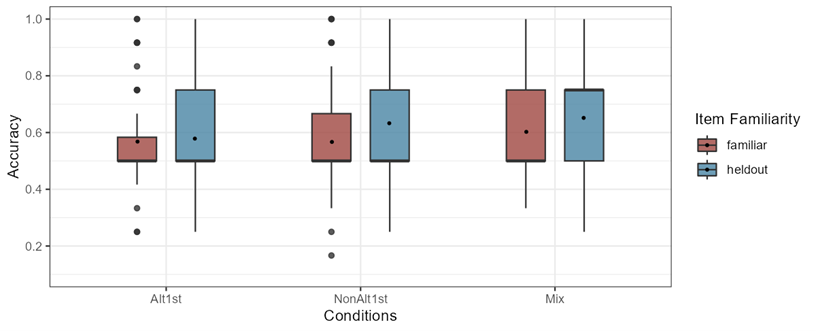 1.0
0.8
0.6
0.4
0.2
Accuracy
Alt1st NonAlt1st Mix
Conditions
Item Familiarity
familiar
heldout